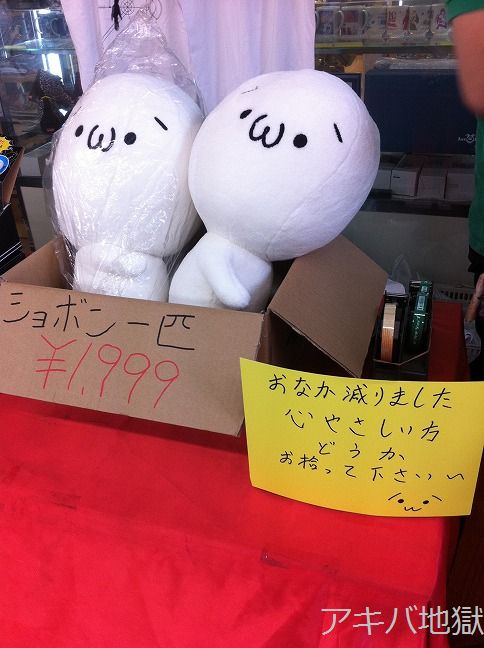 ショボン一匹
¥1,999
おなか減りました
心やさしい方
どうか
お拾って下さいい
アキバ地獄